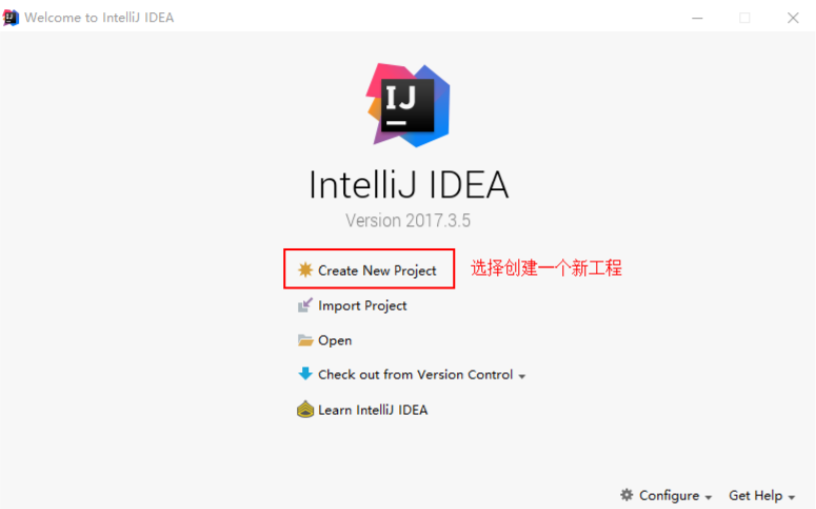 Welcome to IntelliJ IDEA
IJ
IntelliJ IDEA
Version 2017.3.5
Create New Project 选择创建一个新工程
Import Project
Open
Check out from Version Control
Learn IntelliJ IDEA
Configure Get Help